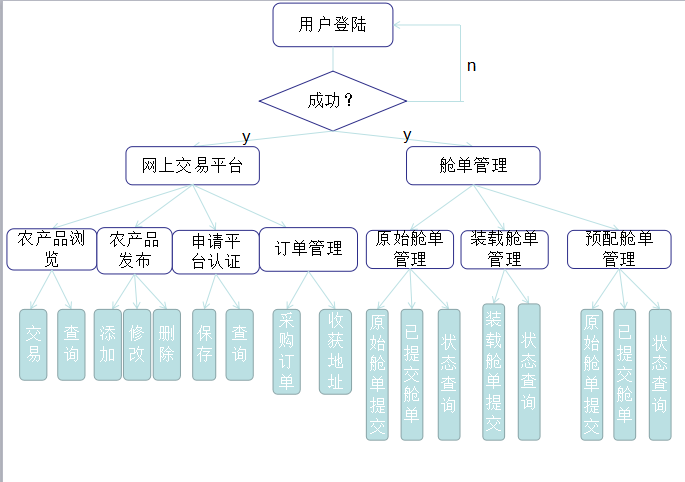 用户登陆
n
成功？
y
y
网上交易平台
舱单管理
农产品浏
览
农产品
发布
申请平
台认证
订单管理
原始舱单
管理
装载舱单
管理
预配舱单
管理
交易
查询
添加
修改
删除
保存
查询
采购订单
收获地址
原始舱单提交
已提交舱单
状态查询
装载舱单提交
状态查询
原始舱单提交
已提交舱单
状态查询